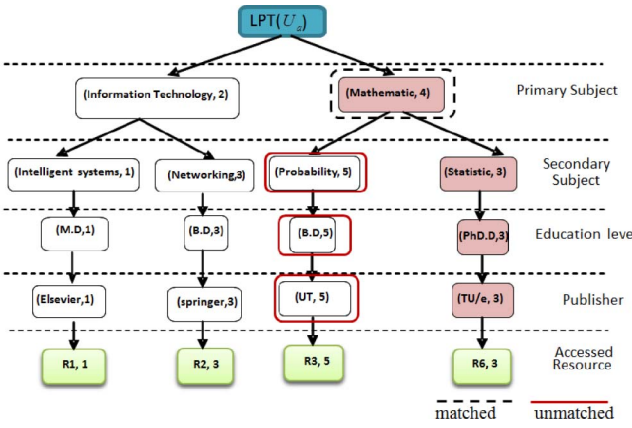 LPT(U_a)
Primary Subject
(Information Technology, 2)
(Mathematic, 4)
Secondary
Subject
(Intelligent systems, 1)
(Networking,3)
(Probability, 5)
(Statistic, 3)
Education level
(M.D,1)
(B.D,3)
(B.D,5)
(PhD.D,3)
Publisher
(Elsevier,1)
(springer,3)
(UT, 5)
(TU/e, 3)
Accessed
Resource
R1, 1
R2, 3
R3, 5
R6, 3
matched
unmatched